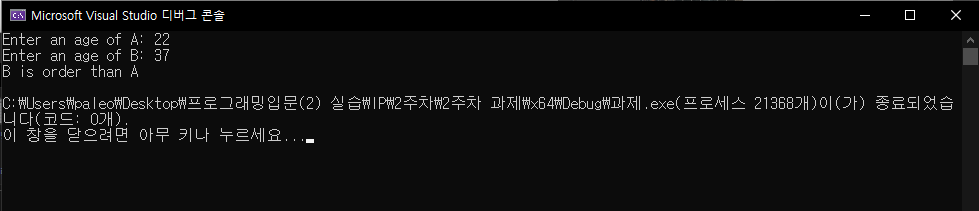 Microsoft Visual Studio 디버그 콘솔
Enter an age of A: 22
Enter an age of B: 37
B is order than A
C:\Users\paleo\Desktop\프로그래밍입문(2) 실습\IP\2주차\2주차 과제\x64\Debug\과제.exe(프로세스 21368개)이(가) 종료되었습
니다(코드: 0개).
이 창을 닫으려면 아무 키나 누르세요...